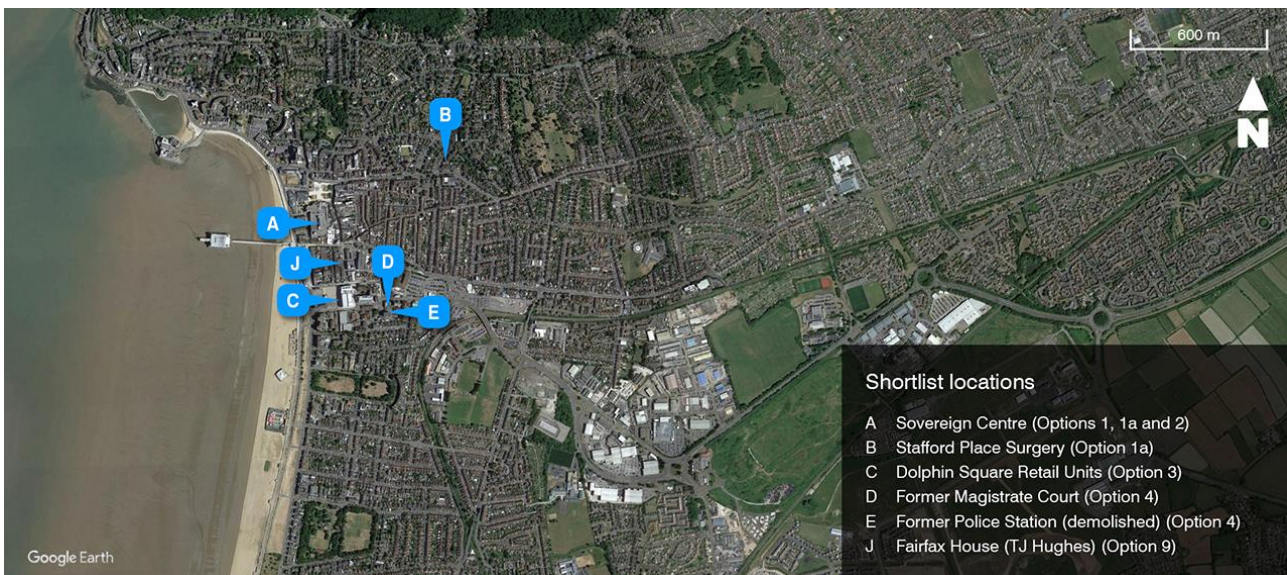 600 m
N
B
A
J
D
C
E
Shortlist locations
A Sovereign Centre (Options 1, 1a and 2)
B Stafford Place Surgery (Option 1a)
C Dolphin Square Retail Units (Option 3)
D Former Magistrate Court (Option 4)
E Former Police Station (demolished) (Option 4)
J Fairfax House (TJ Hughes) (Option 9)
Google Earth